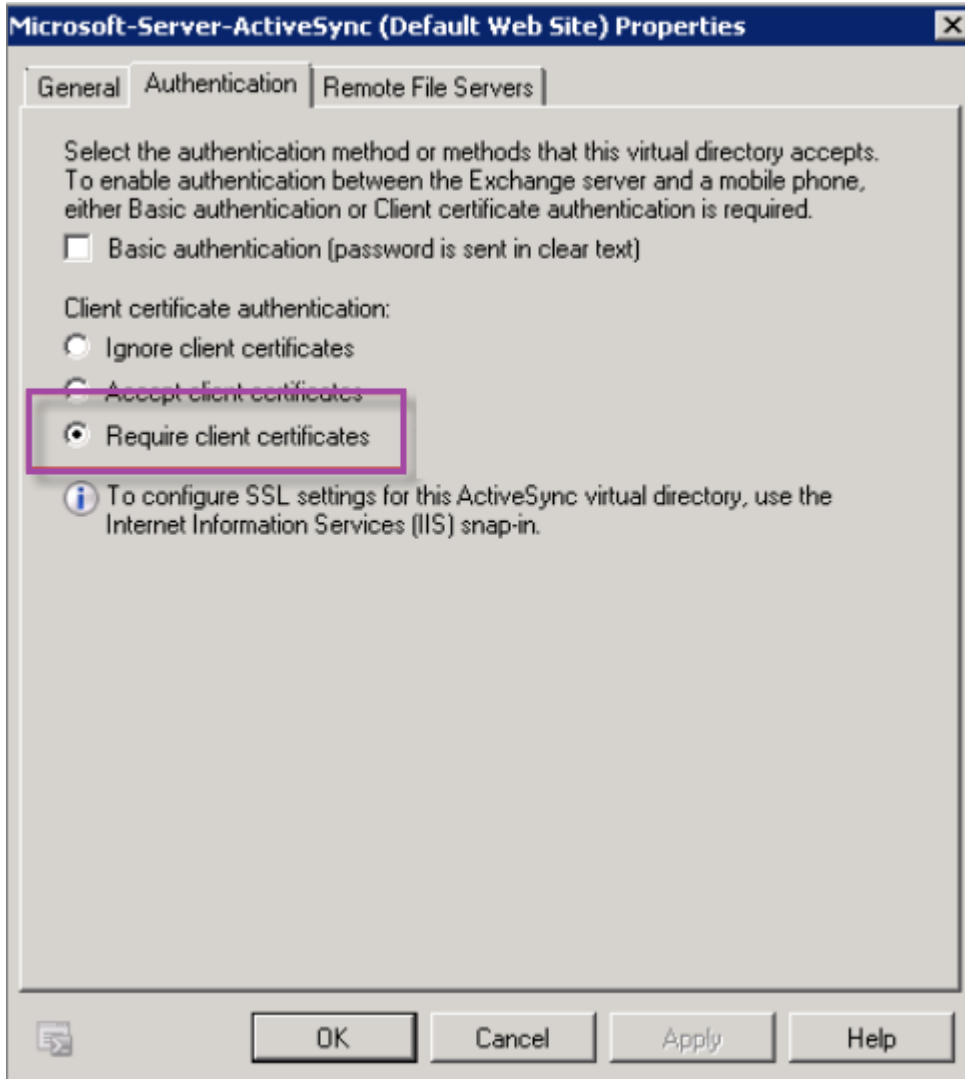 Microsoft-Server-ActiveSync (Default Web Site) Properties
General Authentication Remote File Servers
Select the authentication method or methods that this virtual directory accepts.
To enable authentication between the Exchange server and a mobile phone,
either Basic authentication or Client certificate authentication is required.
Basic authentication (password is sent in clear text)
Client certificate authentication:
Ignore client certificates
Accept client certificates
Require client certificates
To configure SSL settings for this ActiveSync virtual directory, use the
Internet Information Services (IIS) snap-in.
OK Cancel Apply Help